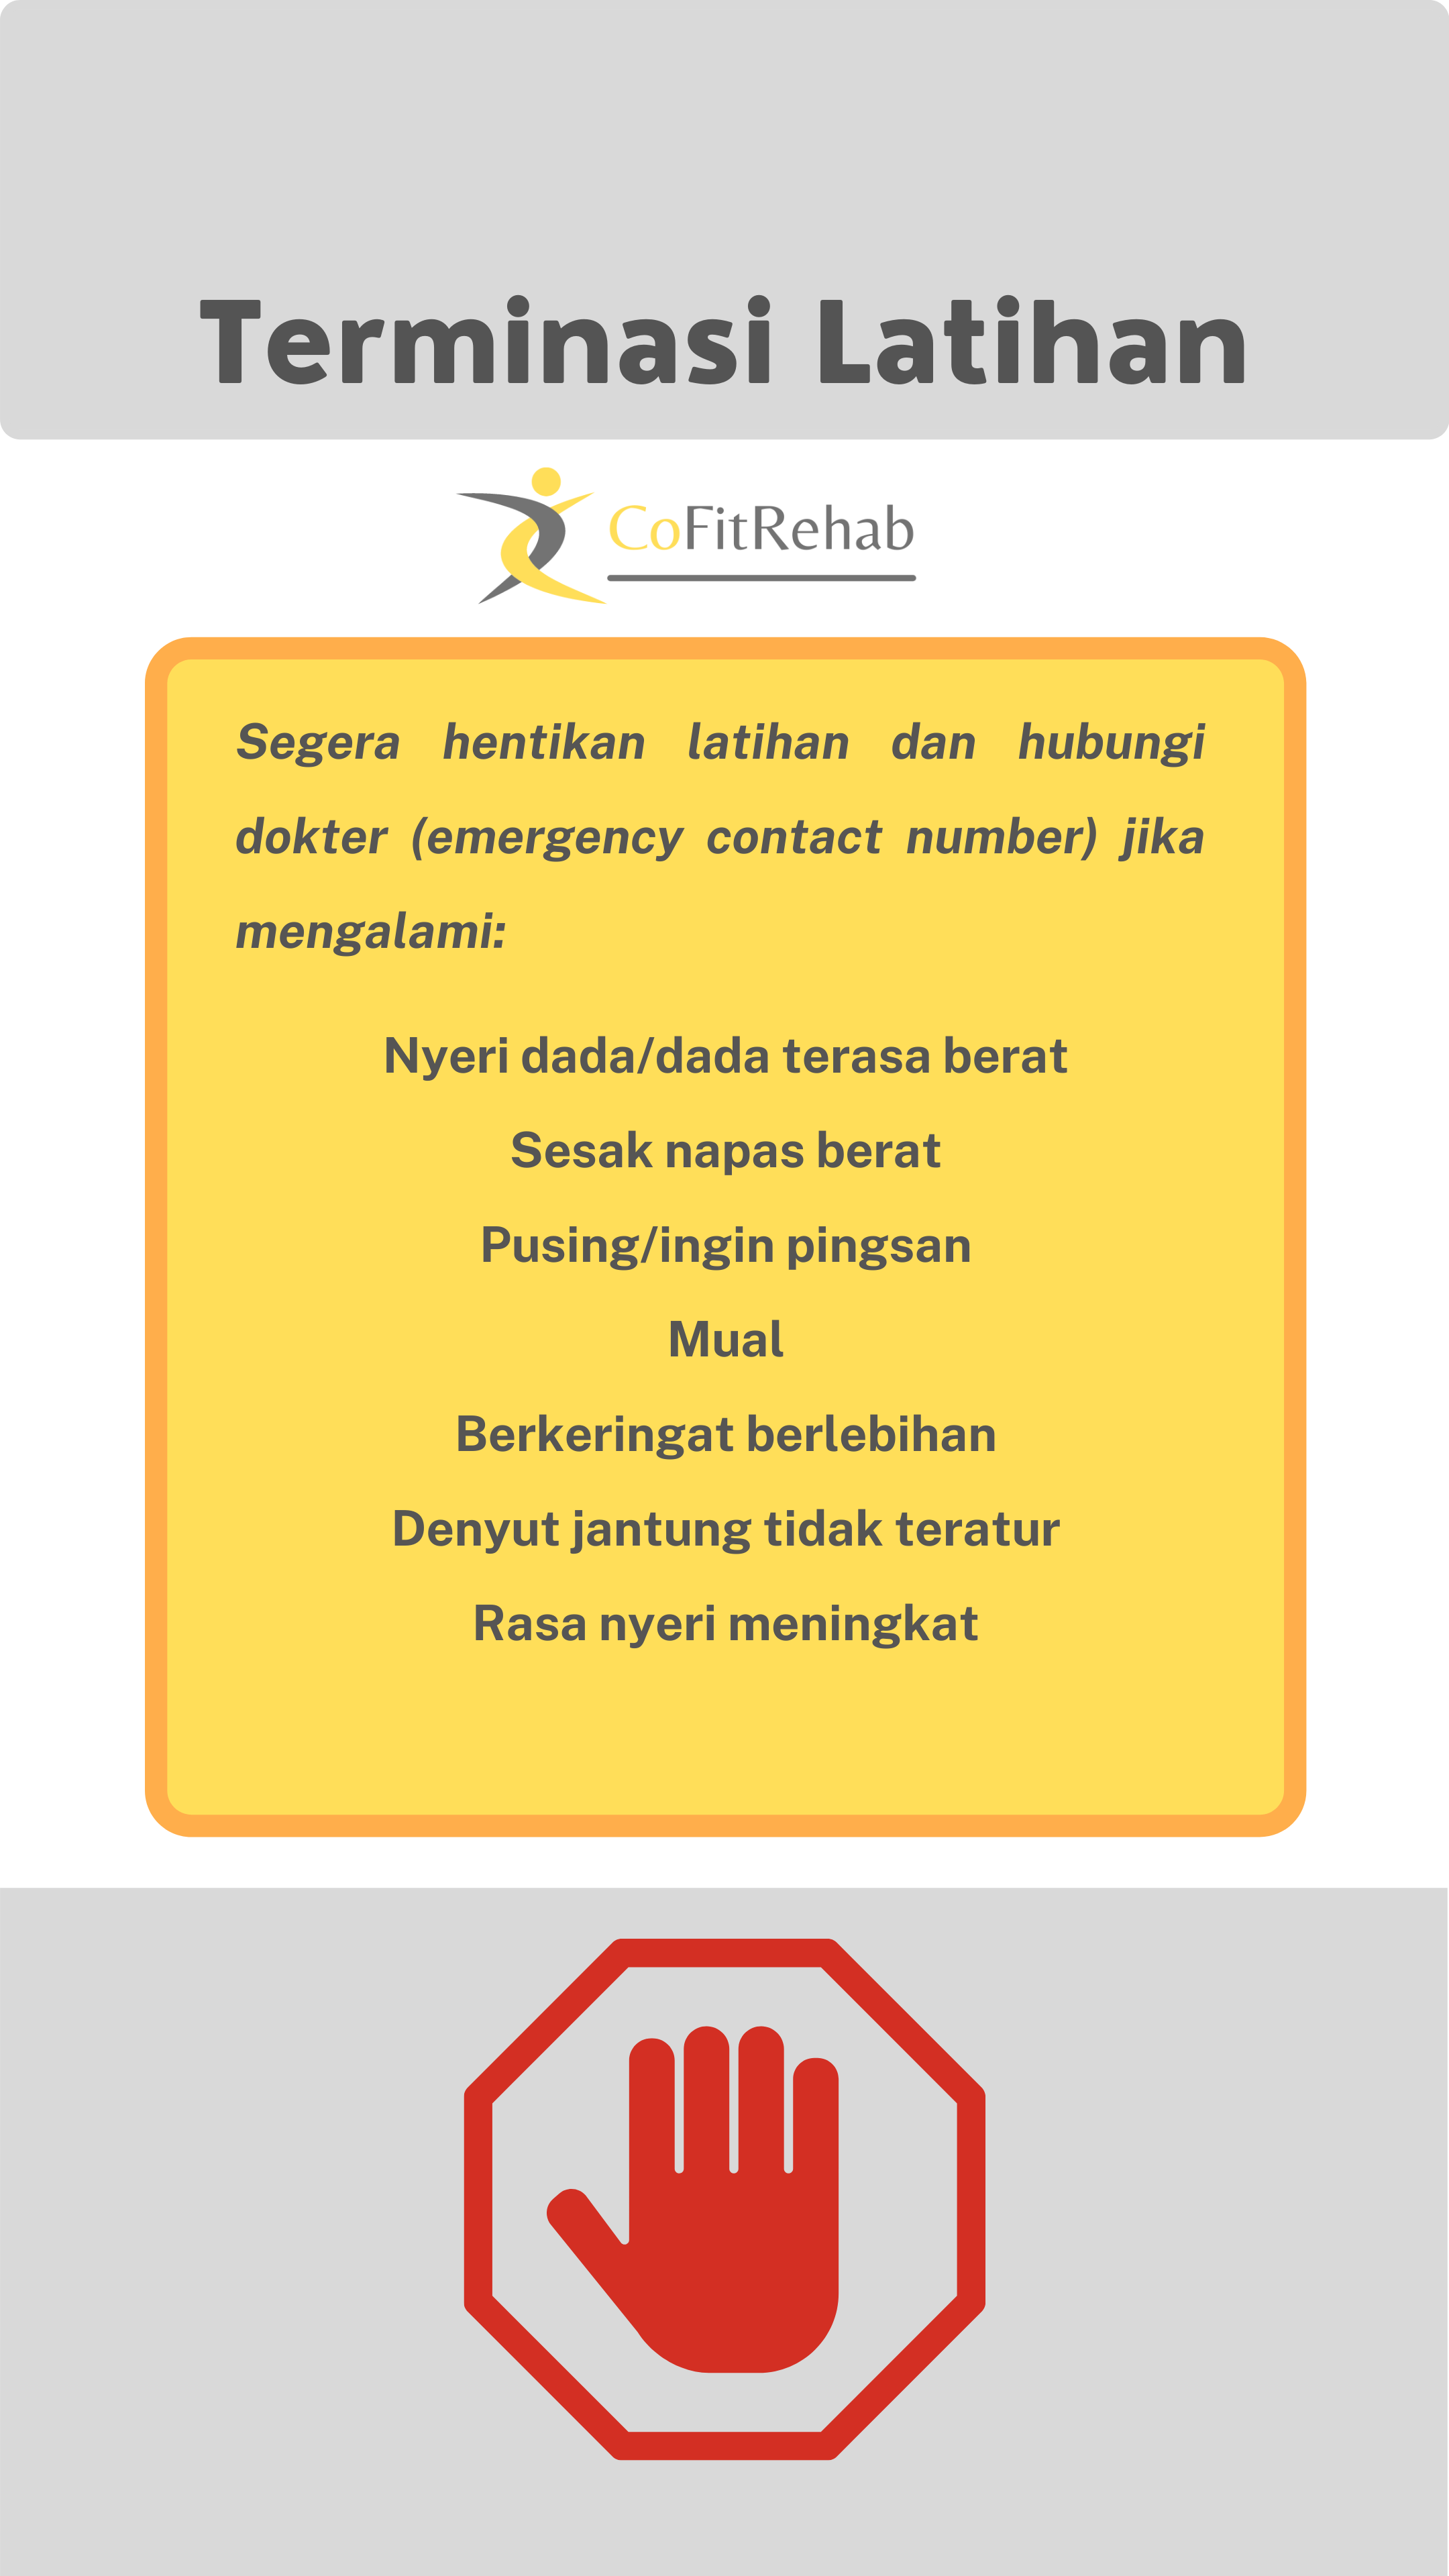 Terminasi Latihan
CoFitRehab
Segera hentikan latihan dan hubungi
dokter (emergency contact number) jika
mengalami:
Nyeri dada/dada terasa berat
Sesak napas berat
Pusing/ingin pingsan
Mual
Berkeringat berlebihan
Denyut jantung tidak teratur
Rasa nyeri meningkat